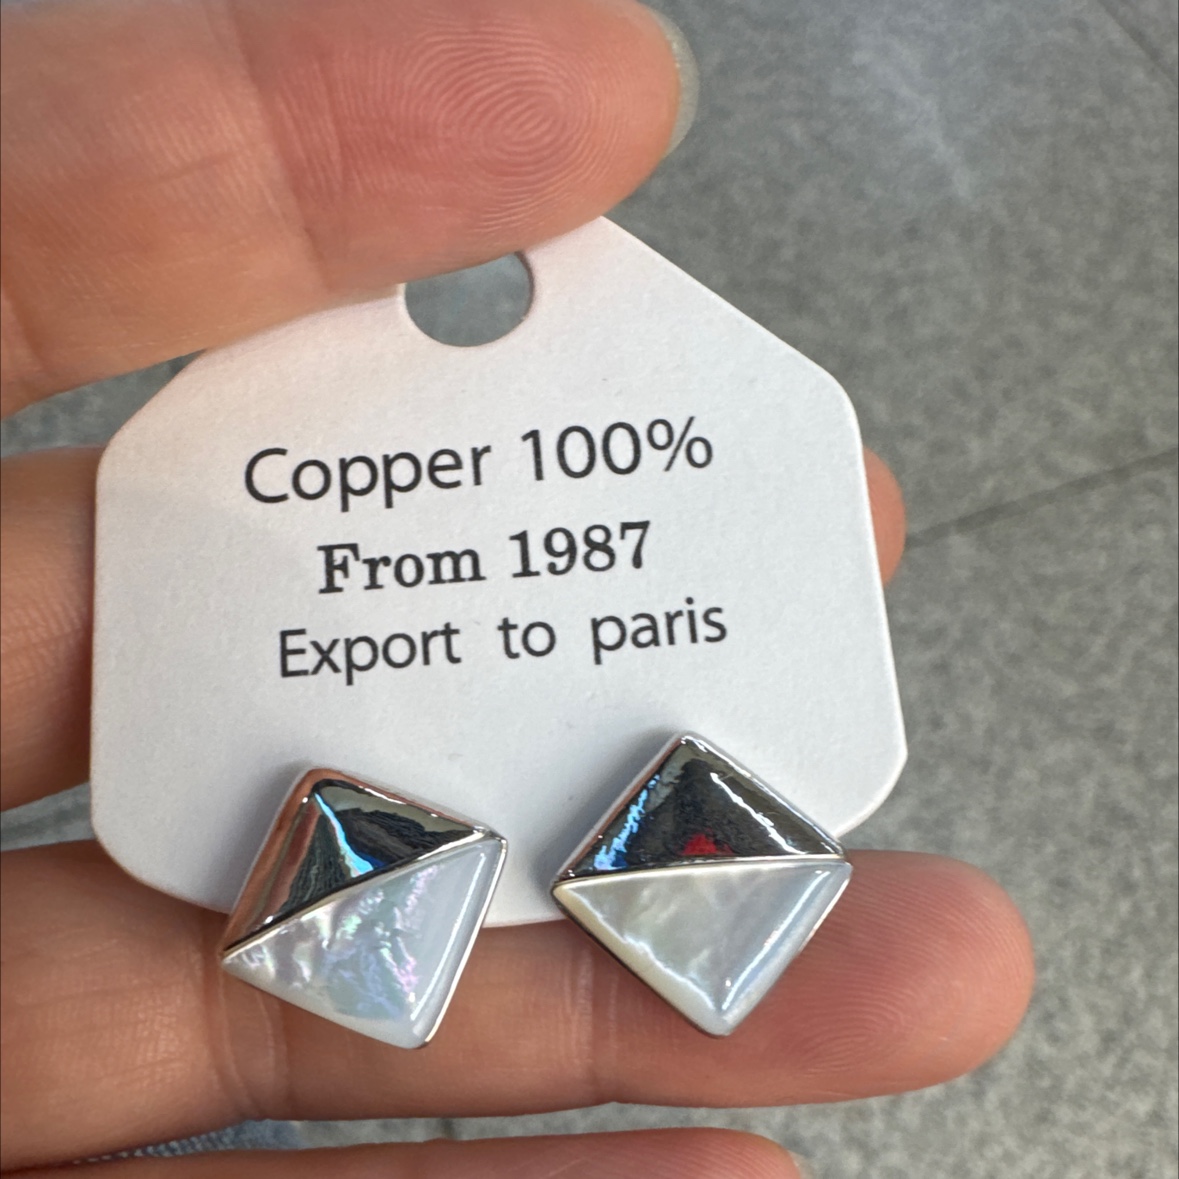 Copper 100%
From 1987
Export to paris